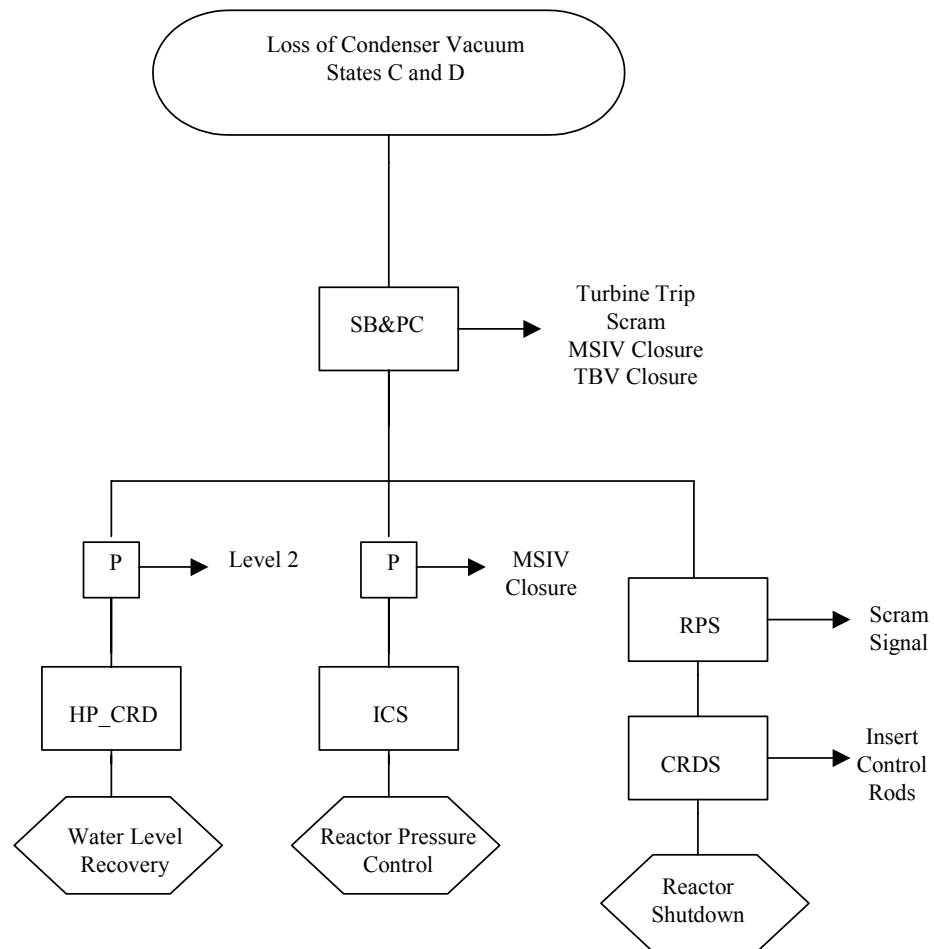 Loss of Condenser Vacuum
States C and D
SB&PC
Turbine Trip
Scram
MSIV Closure
TBV Closure
P
Level 2
P
MSIV
Closure
RPS
Scram
Signal
HP_CRD
ICS
CRDS
Insert
Control
Rods
Water Level
Recovery
Reactor Pressure
Control
Reactor
Shutdown